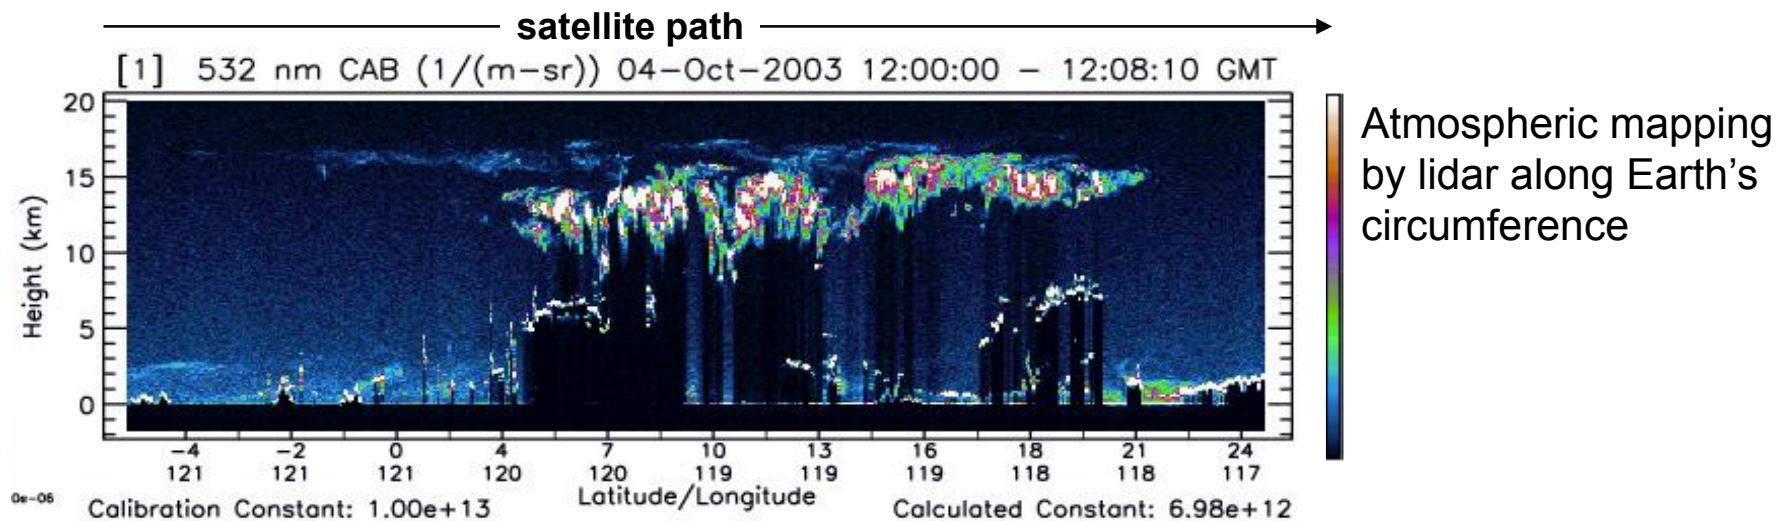 satellite path
[1] 532 nm CAB (1/(m-sr)) 04-Oct-2003 12:00:00 - 12:08:10 GMT
Atmospheric mapping
by lidar along Earth's
circumference
Height (km)
20
15
10
5
0
-4 -2 0 4 7 10 13 16 18 21 24
121 121 121 120 120 119 119 119 118 118 117
Latitude/Longitude
0e-06
Calibration Constant: 1.00e+13
Calculated Constant: 6.98e+12